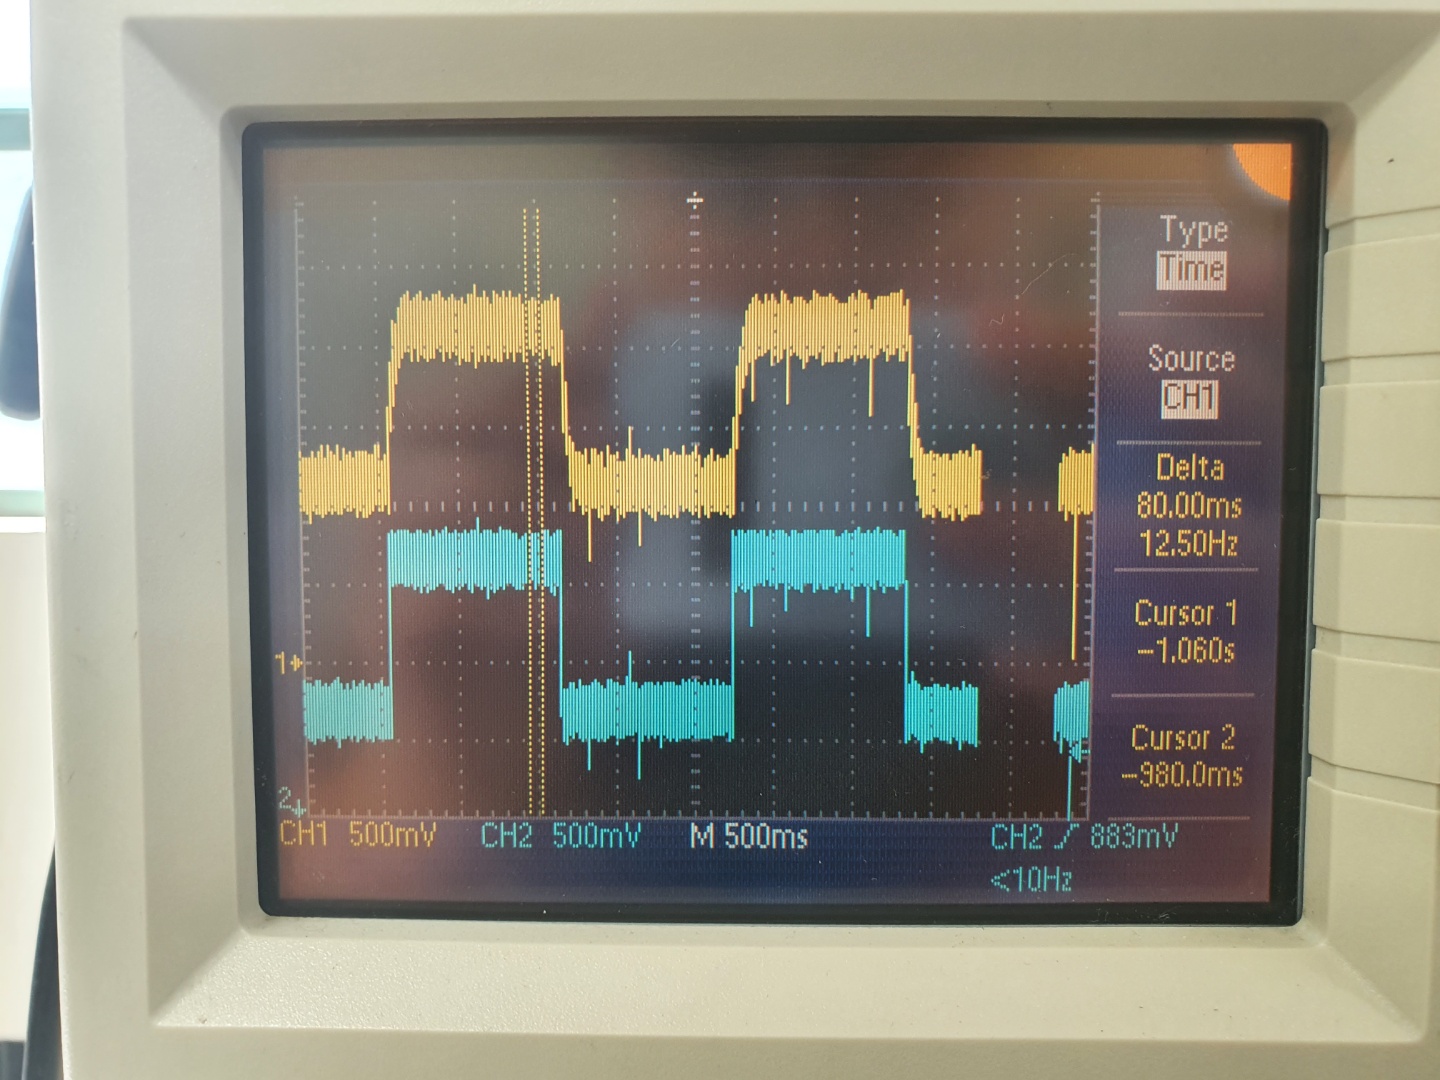 Type
Time
Source
CH1
Delta
80.00ms
12.50Hz
Cursor 1
-1.060s
Cursor 2
-980.0ms
1
2
CH1 500mV CH2 500mV M 500ms CH2 883mV
<10Hz